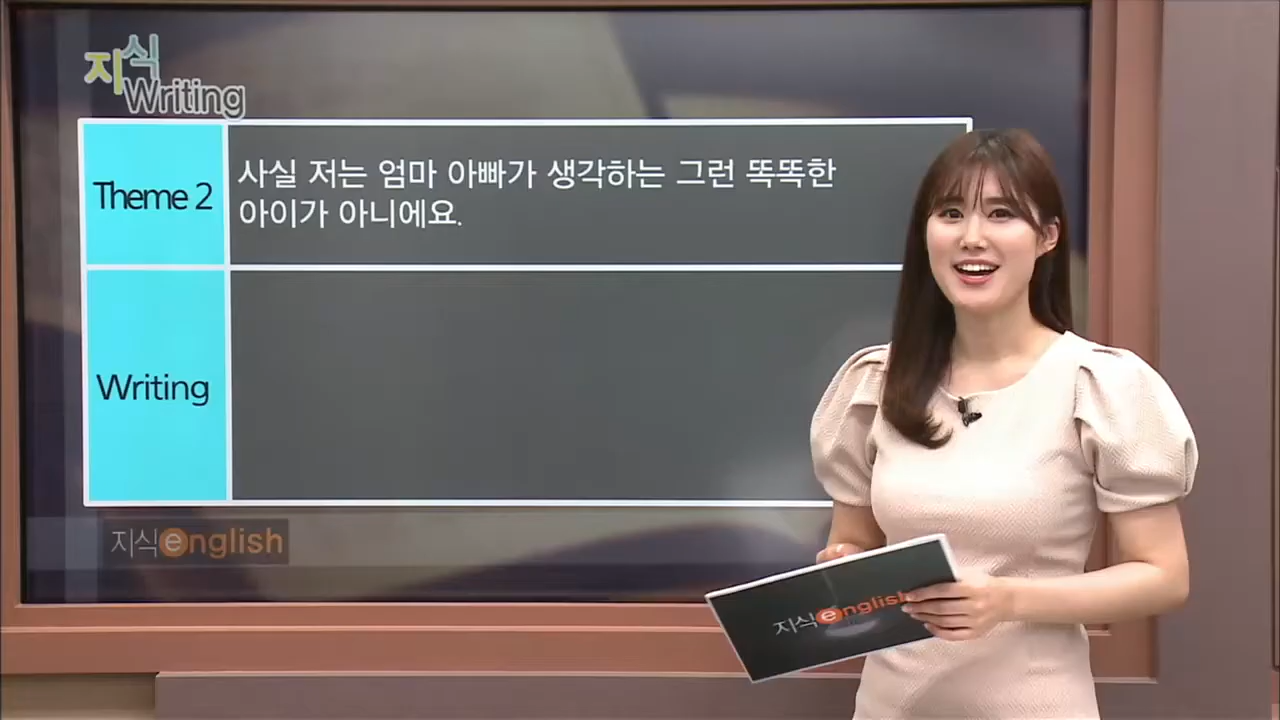 지식
Writing
Theme 2
사실 저는 엄마 아빠가 생각하는 그런 똑똑한
아이가 아니에요.
Writing
지식english
지식english